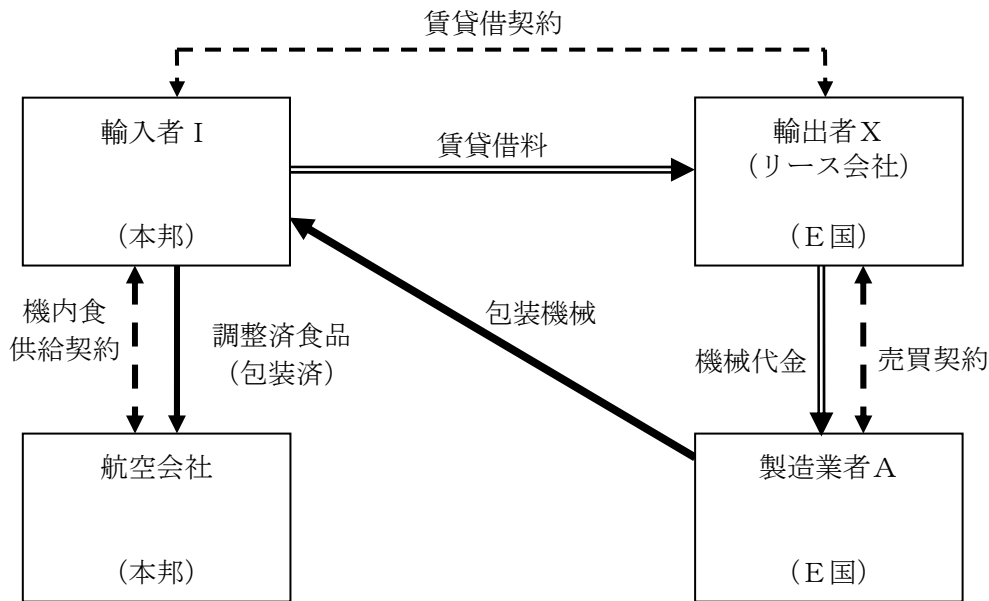 賃貸借契約
輸入者Ⅰ
(本邦)
賃貸借料
輸出者X
(リース会社)
(E国)
機内食
供給契約
調整済食品
(包装済)
包装機械
機械代金
売買契約
航空会社
(本邦)
製造業者A
(E国)